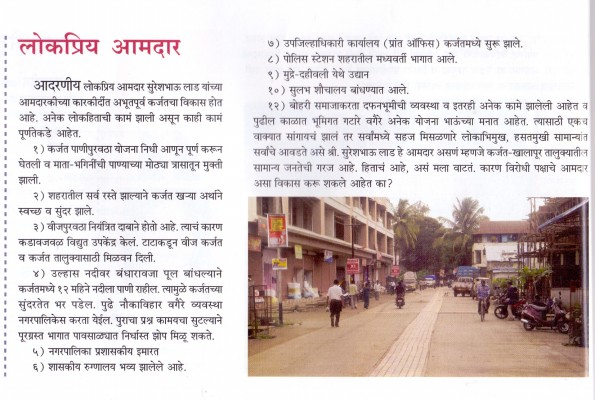 लोकप्रिय आमदार
आदरणीय लोकप्रिय आमदार सुरेशभाऊ लाड यांच्या
आमदारकीच्या कारकीर्दीत अभूतपूर्व कर्जतचा विकास होत
आहे. अनेक लोकहिताची कामं झाली असून काही कामं
पूर्णतिकडे आहेत.
१) कर्जत पाणीपुरवठा योजना निधी आणून पूर्ण करून
घेतली व माता-भगिनींची पाण्याच्या मोठ्या त्रासातून मुक्ती
झाली.
२) शहरातील सर्व रस्ते झाल्याने कर्जत खऱ्या अर्थाने
स्वच्छ व सुंदर झाले.
३) वीजपुरवठा नियंत्रित दाबाने होतो आहे. त्याचं कारण
कडावजवळ विद्युत उपकेंद्र केलं. टाटाकडून वीज कर्जत
व कर्जत तालुक्यासाठी मिळवन दिली.
४) उल्हास नदीवर बंधारावजा पूल बांधल्याने
कर्जतमध्ये १२ महिने नदीला पाणी राहील. त्यामुळे कर्जतच्या
सुंदरतेत भर पडेल. पुढे नौकाविहार वगैरे व्यवस्था
नगरपालिकेस करता येईल. पुराचा प्रश्न कामयचा सुटल्याने
पूरग्रस्त भागात पावसाळ्यात निर्धास्त झोप मिळू शकते.
५) नगरपालिका प्रशासकीय इमारत
६) शासकीय रुग्णालय भव्य झालेले आहे.
७) उपजिल्हाधिकारी कार्यालय (प्रांत ऑफिस) कर्जतमध्ये सुरू झाले.
८) पोलिस स्टेशन शहरातील मध्यवर्ती भागात आले.
९) मुद्रे-दहीवली येथे उद्यान
१०) सुलभ शौचालय बांधण्यात आले.
१२) बोहरी समाजाकरता दफनभूमीची व्यवस्था व इतरही अनेक कामे झालेली आहेत व
पुढील काळात भूमिगत गटारे वगैरे अनेक योजना भाऊंच्या मनात आहेत. त्यासाठी एकच
वाक्यात सांगायचं झालं तर सर्वांमध्ये सहज मिसळणारे लोकाभिमुख, हसतमुखी सामान्यांत
सर्वांचे आवडते असे श्री. सुरेशभाऊ लाड हे आमदार असणं म्हणजे कर्जत-खालापूर तालुक्यातील
सामान्य जनतेची गरज आहे. हिताचं आहे, असं मला वाटतं. कारण विरोधी पक्षाचे आमदार
असा विकास करू शकले आहेत का?